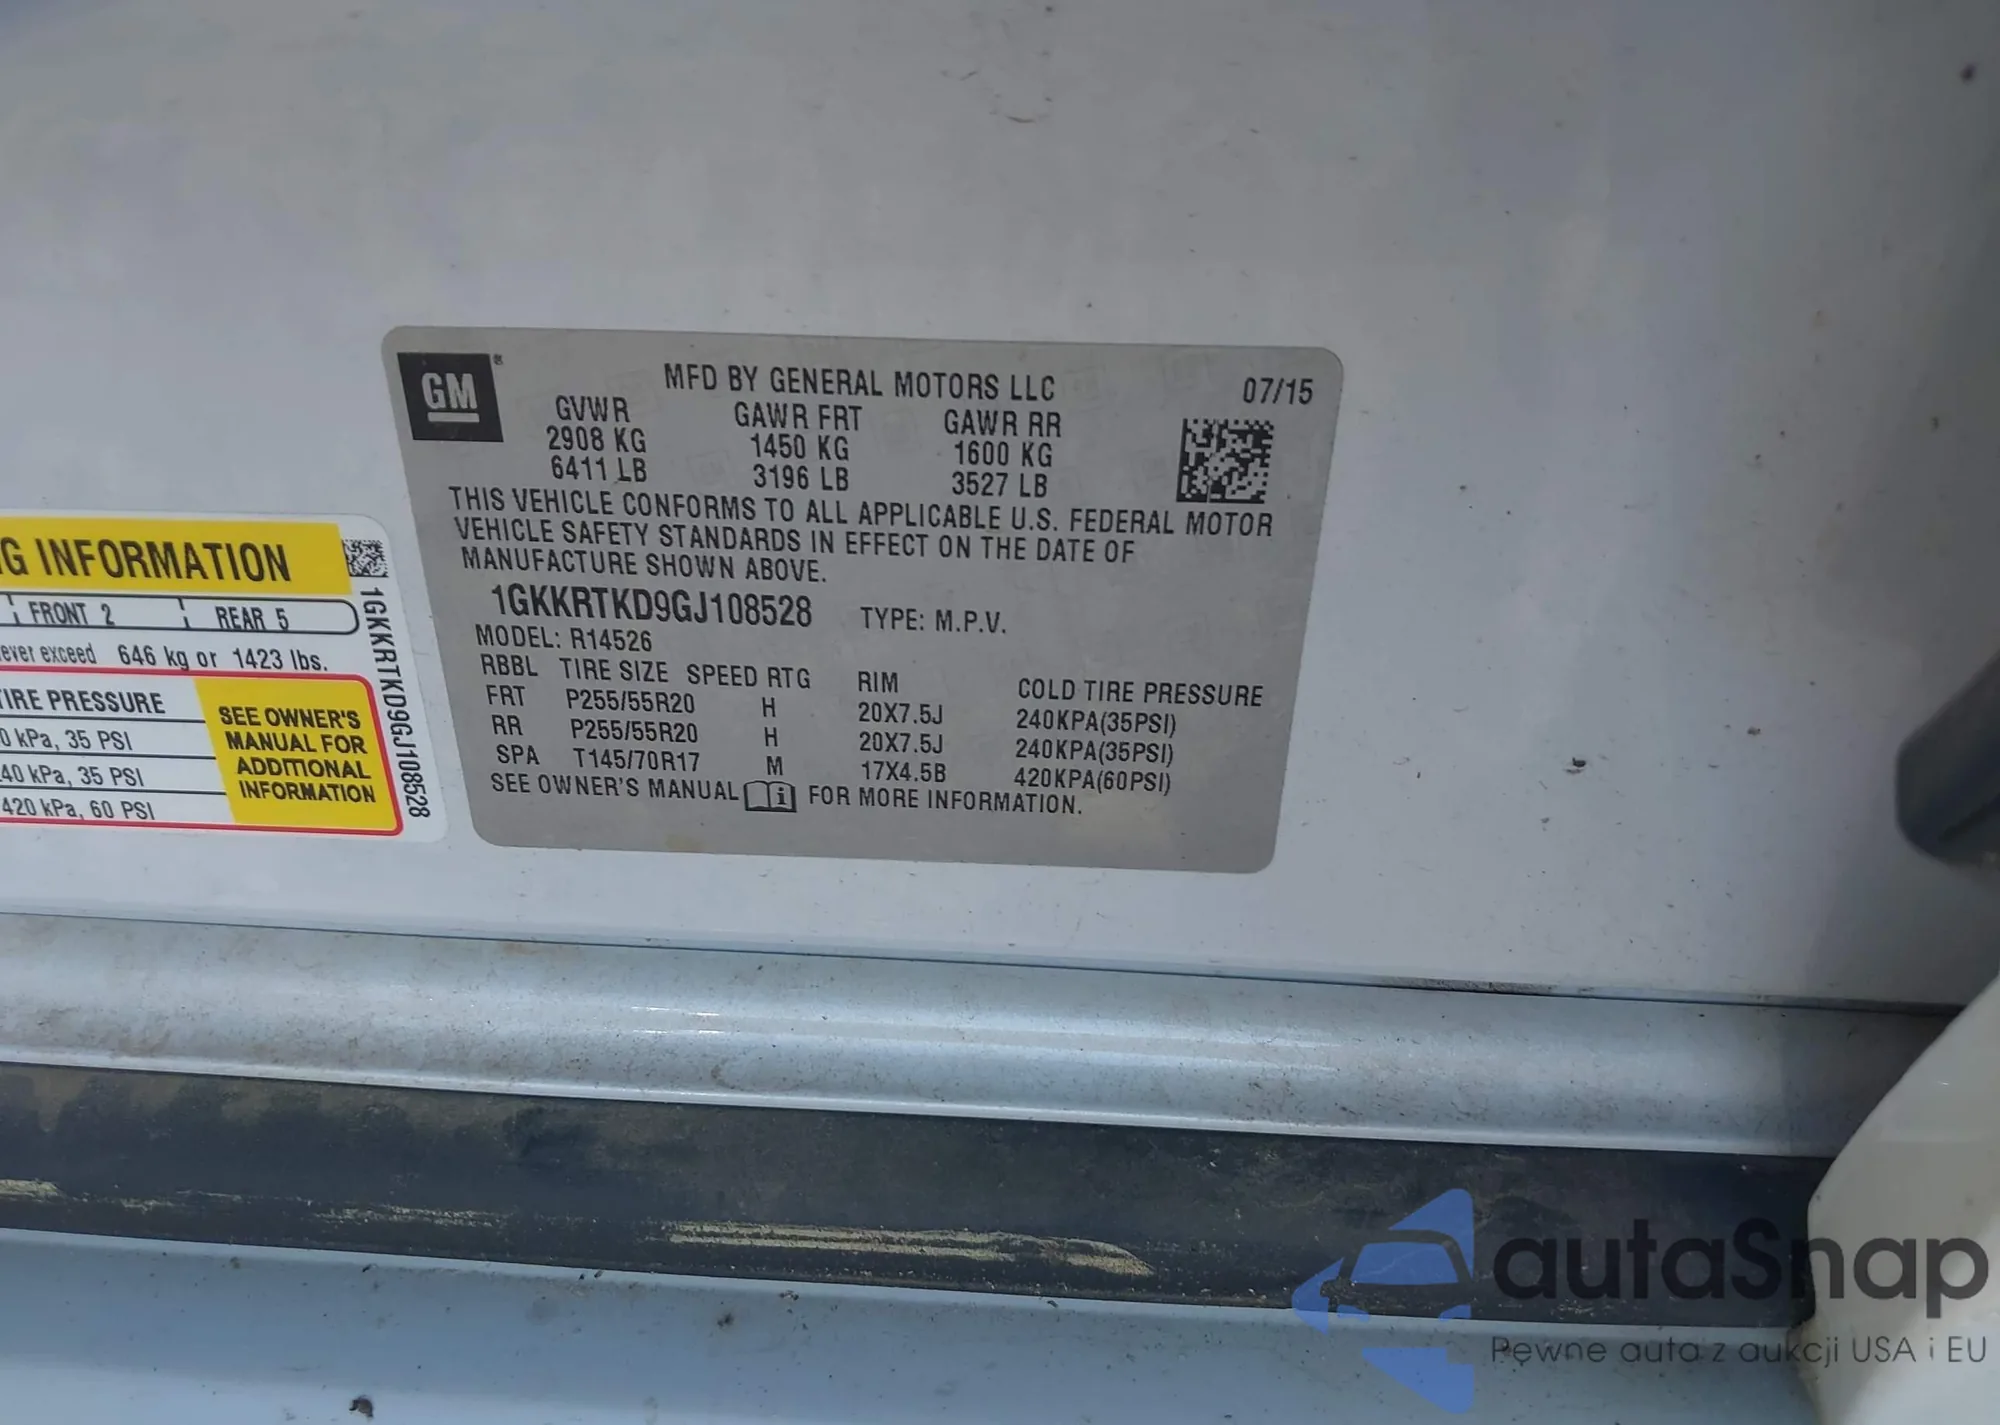 GM
MFD BY GENERAL MOTORS LLC 07/15
GVWR GAWR FRT GAWR RR
2908 KG 1450 KG 1600 KG
6411 LB 3196 LB 3527 LB
THIS VEHICLE CONFORMS TO ALL APPLICABLE U.S. FEDERAL MOTOR
VEHICLE SAFETY STANDARDS IN EFFECT ON THE DATE OF
MANUFACTURE SHOWN ABOVE.
1GKKRTKD9GJ108528 TYPE: M.P.V.
MODEL: R14526
RBBL TIRE SIZE SPEED RTG RIM COLD TIRE PRESSURE
FRT P255/55R20 H 20X7.5J 240KPA(35PSI)
RR P255/55R20 H 20X7.5J 240KPA(35PSI)
SPA T145/70R17 M 17X4.5B 420KPA(60PSI)
SEE OWNER'S MANUAL FOR MORE INFORMATION.
G INFORMATION
FRONT 2 REAR 5
ever exceed 646 kg or 1423 lbs.
TIRE PRESSURE
0 kPa, 35 PSI
40 kPa, 35 PSI
420 kPa, 60 PSI
SEE OWNER'S
MANUAL FOR
ADDITIONAL
INFORMATION
1GKKRTKD9GJ108528
autaSnap
Pewne auta z aukcji USA i EU